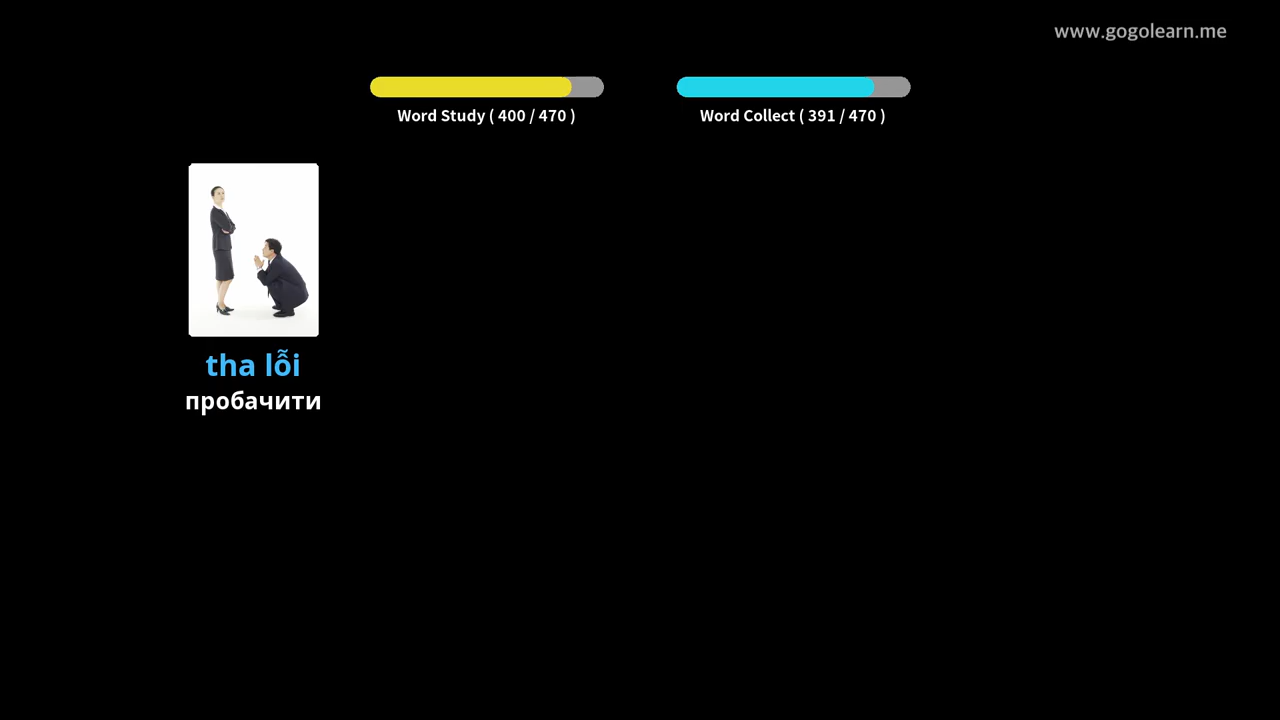 www.gogolearn.me
Word Study ( 400 / 470 )
Word Collect ( 391 / 470 )
tha lỗi
пробачити